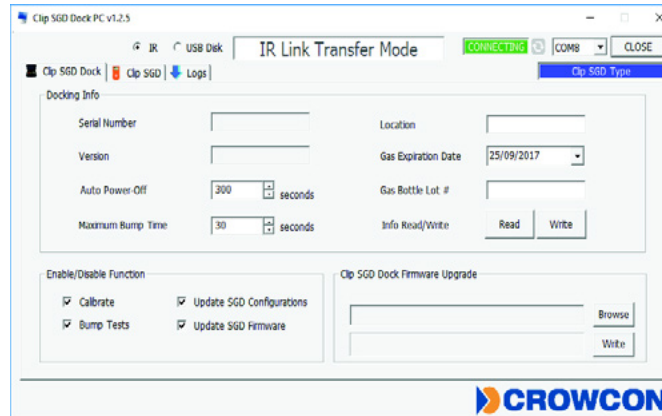 Clip SGD Dock PC v1.2.5
IR USB Disk IR Link Transfer Mode CONNECTING COM8 CLOSE
Clip SGD Dock Clip SGD Logs Clip SGD Type
Docking Info
Serial Number Location
Version Gas Expiration Date 25/09/2017
Auto Power-Off 300 seconds Gas Bottle Lot #
Maximum Bump Time 30 seconds Info Read/Write Read Write
Enable/Disable Function Clip SGD Dock Firmware Upgrade
Calibrate Update SGD Configurations
Browse
Bump Tests Update SGD Firmware
Write
CROWCON